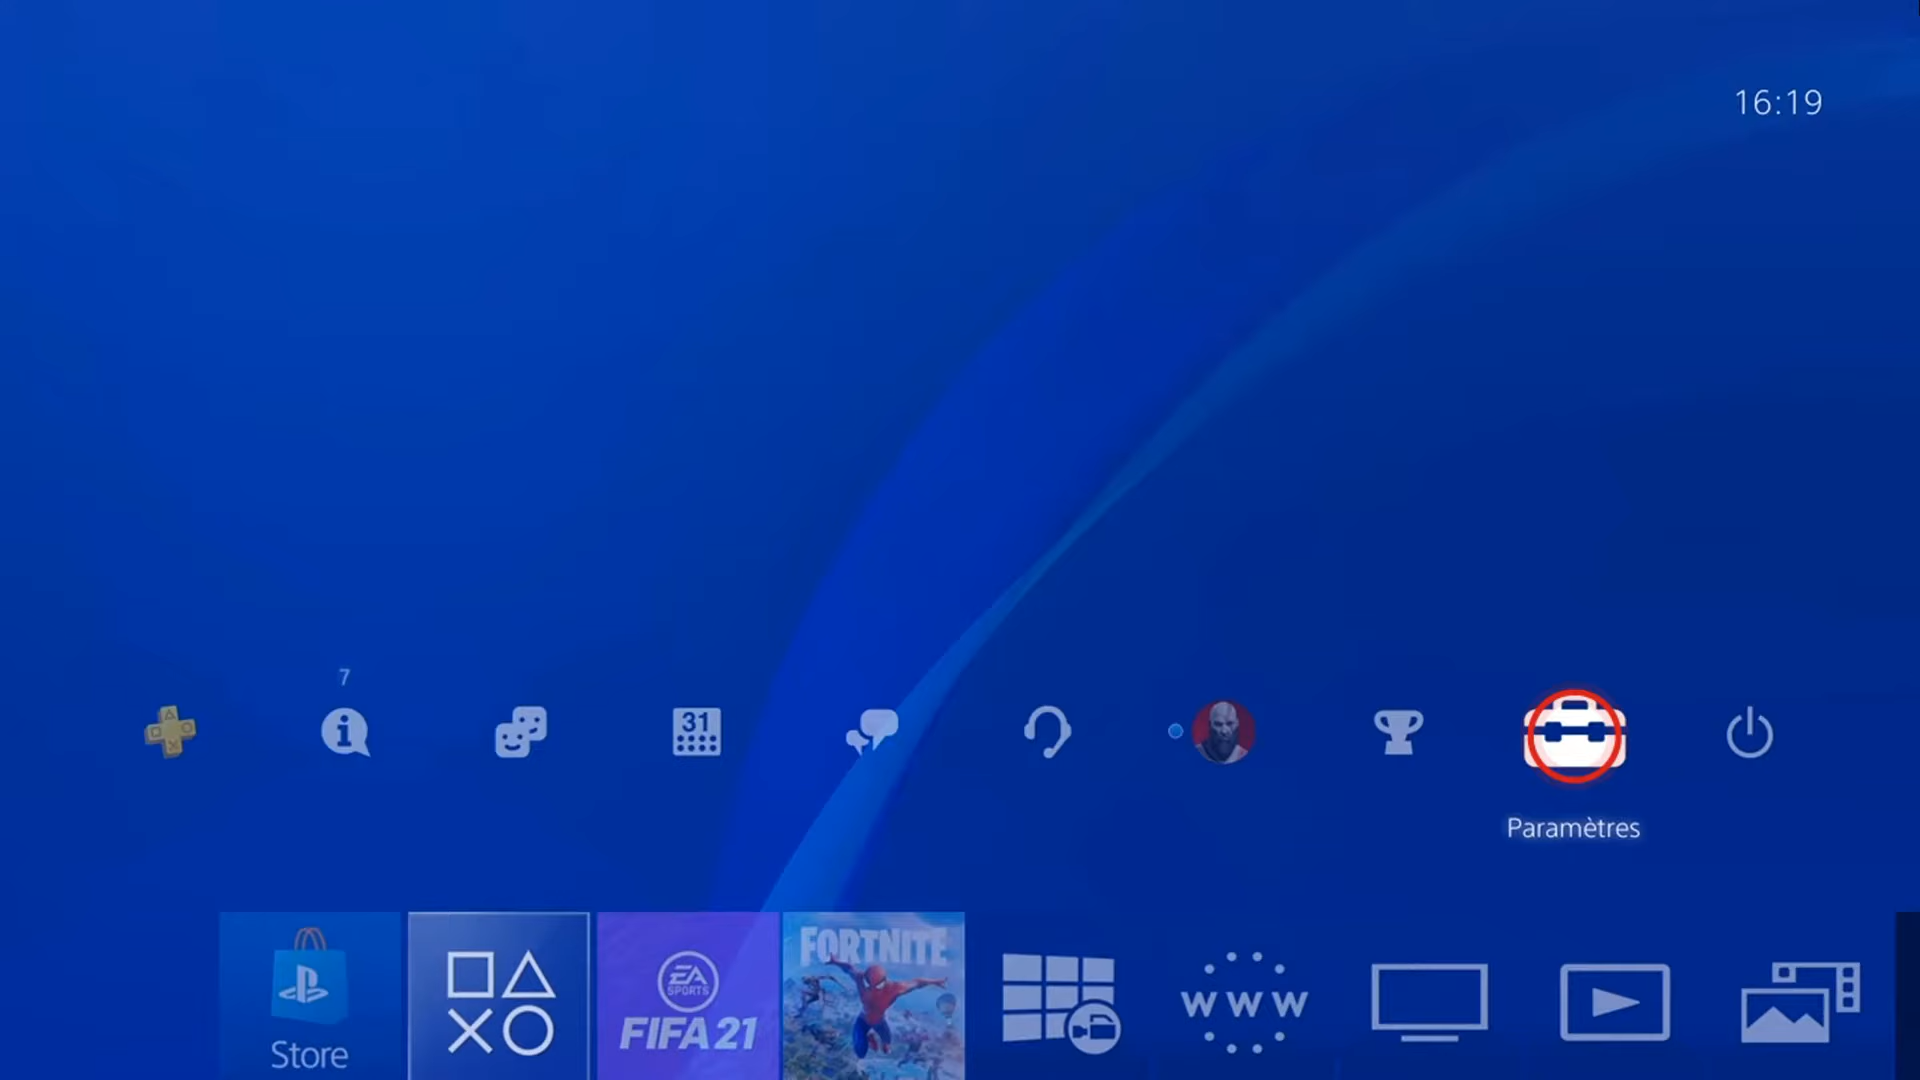 16:19
7
31
Paramètres
Store
EA
SPORTS
FIFA 21
FORTNITE
WWW